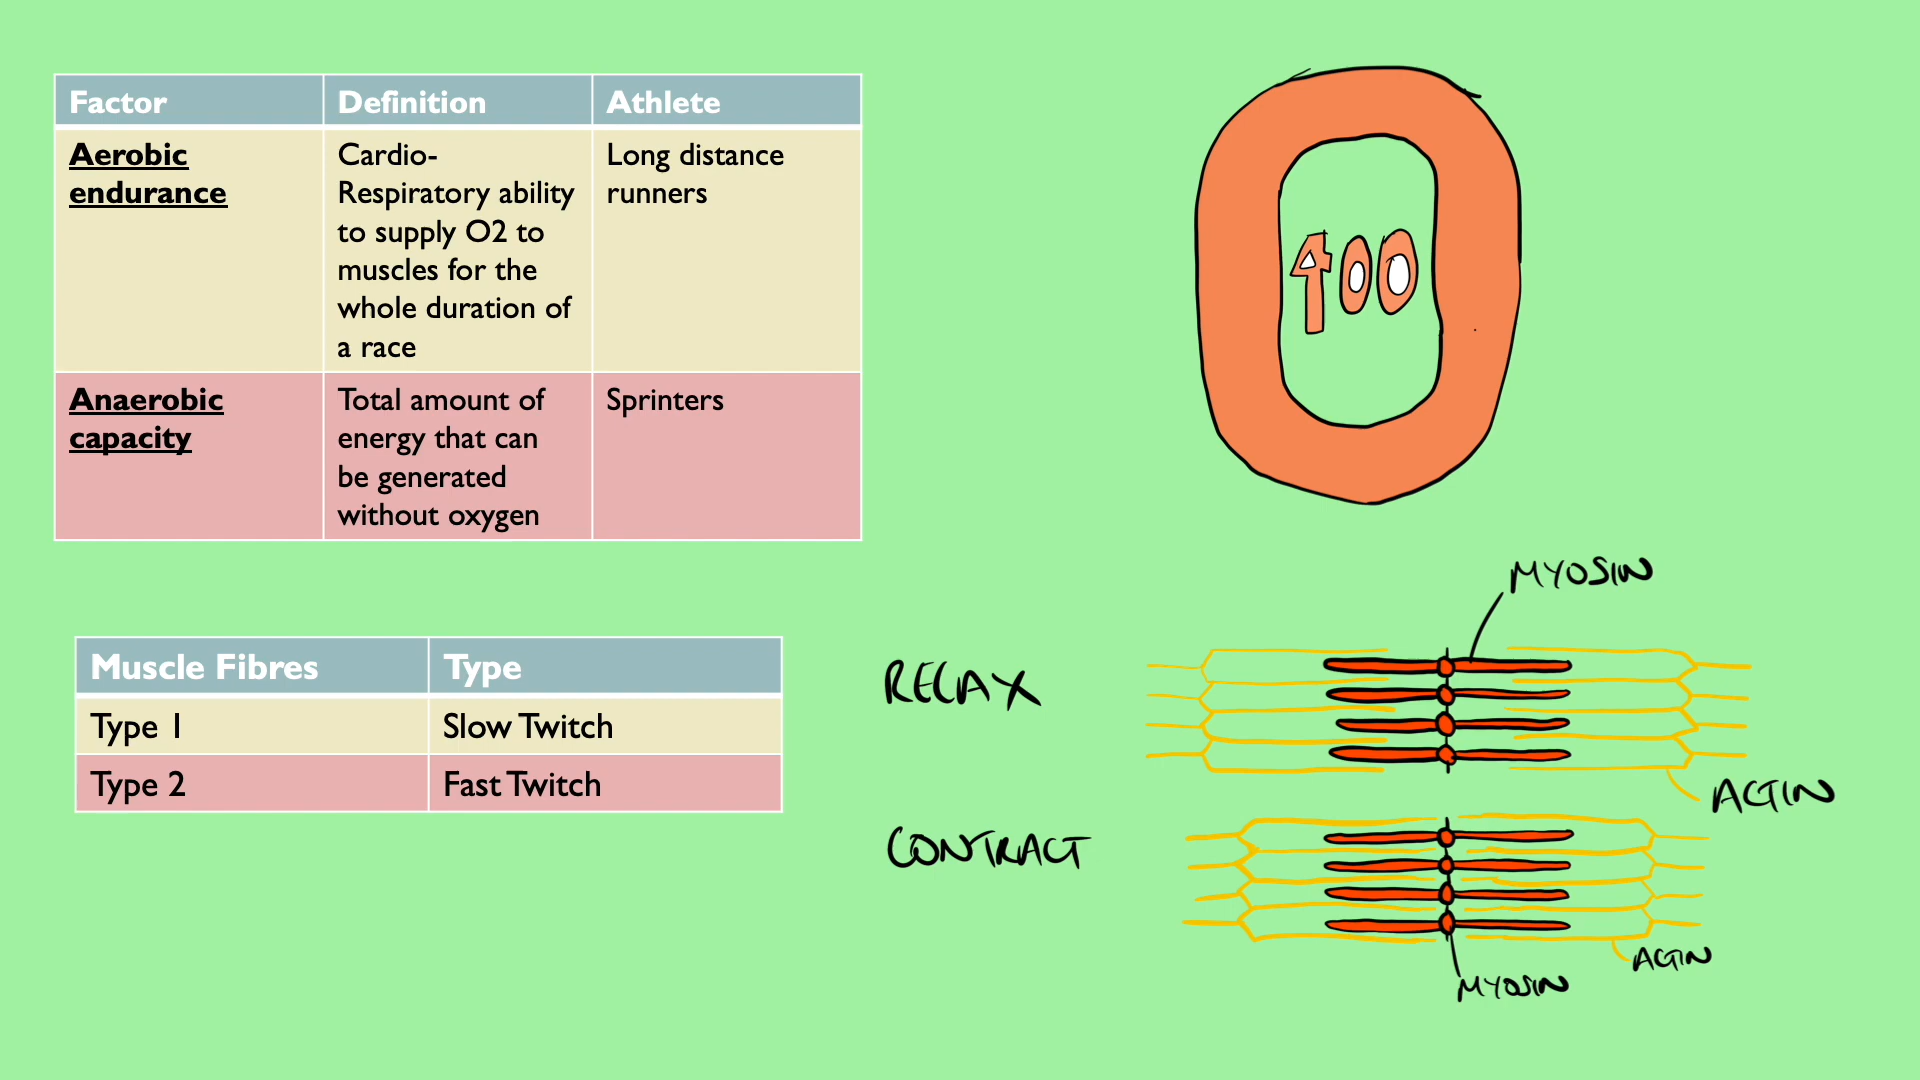 Factor
Definition
Athlete
Aerobic
endurance
Cardio-
Respiratory ability
to supply O2 to
muscles for the
whole duration of
a race
Long distance
runners
Anaerobic
capacity
Total amount of
energy that can
be generated
without oxygen
Sprinters
400
Muscle Fibres
Type
Type 1
Slow Twitch
Type 2
Fast Twitch
MYOSIN
RELAX
ACTIN
CONTRACT
ACTIN
MYOSIN